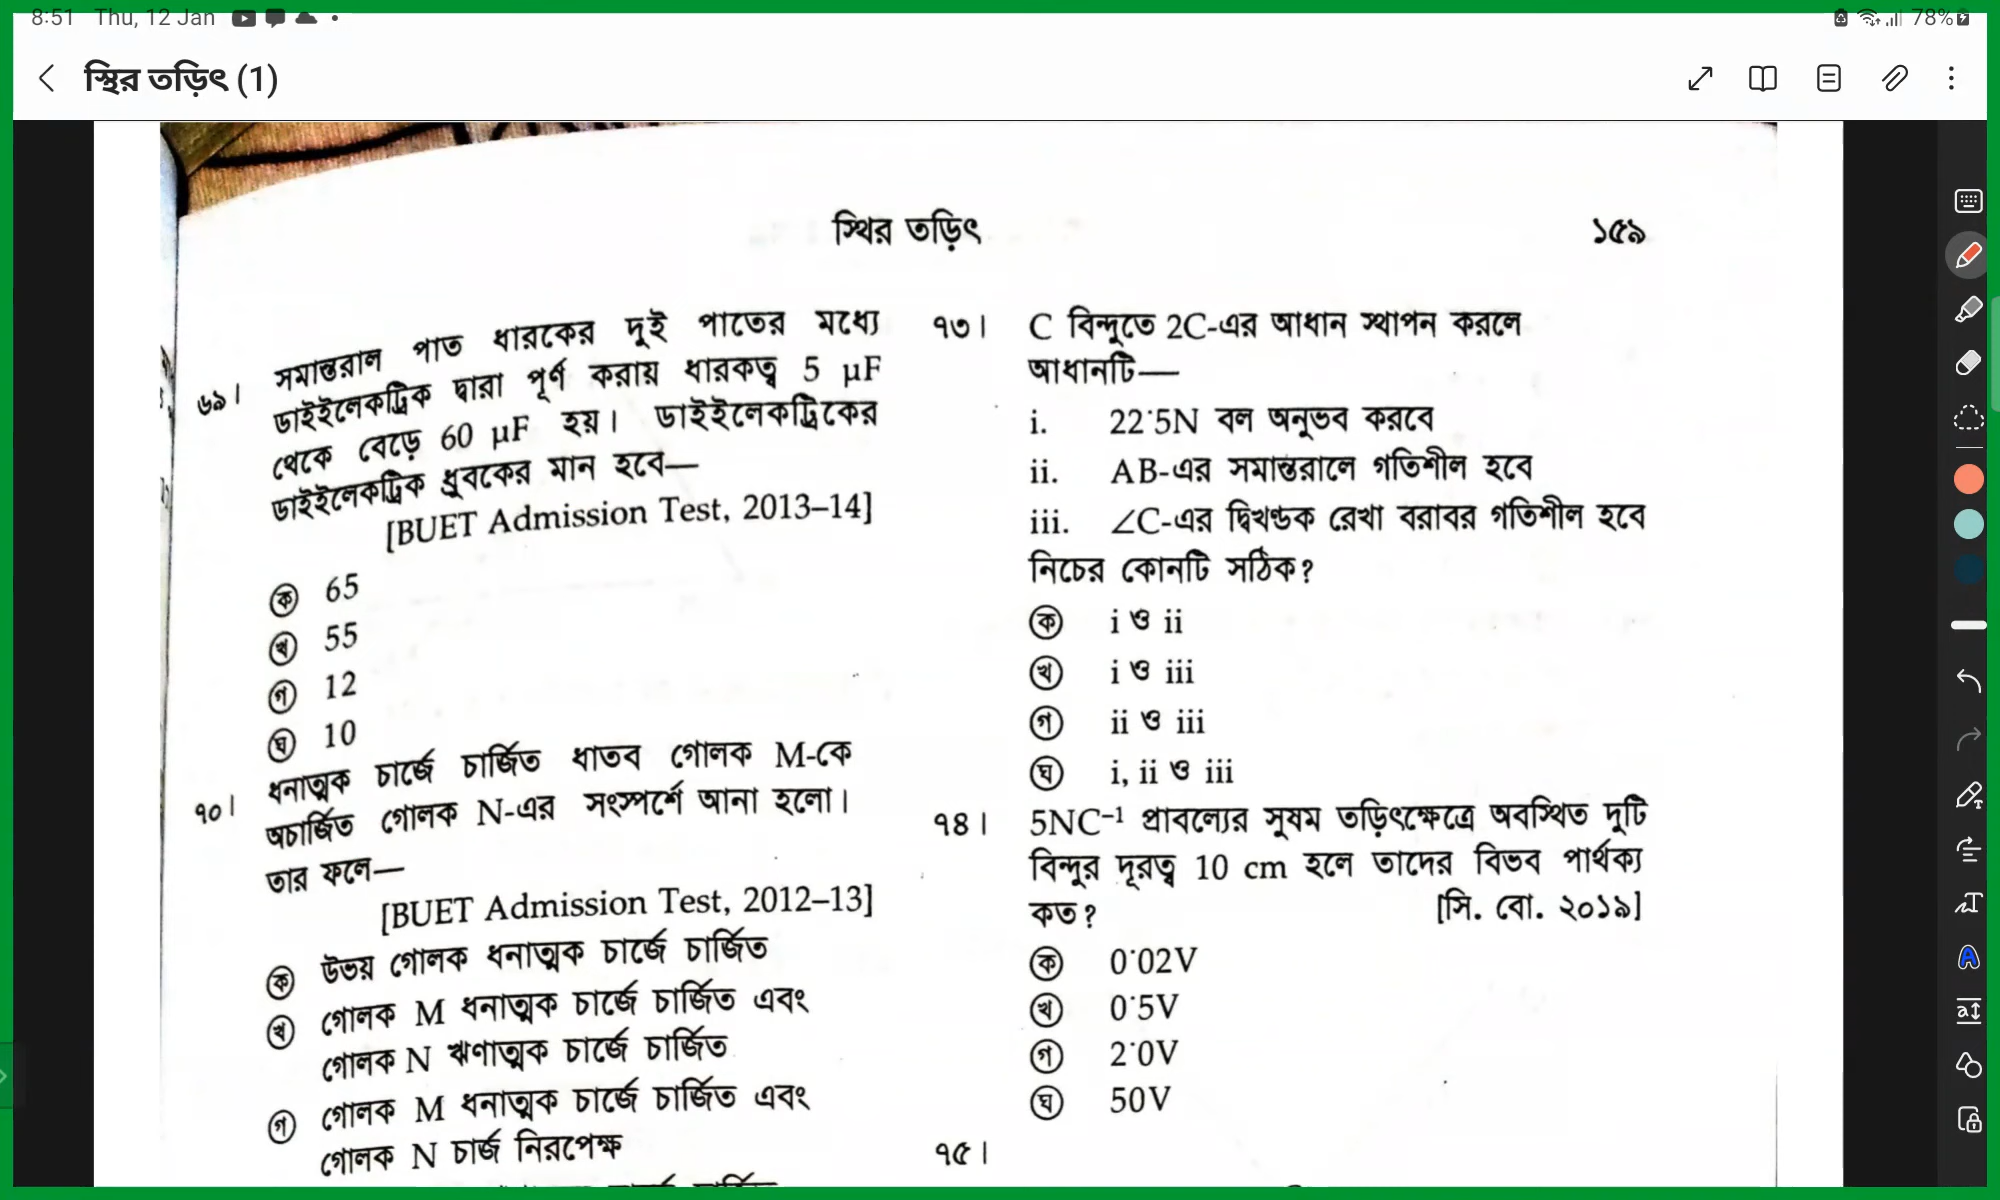 8:51 Thu, 12 Jan
78%
স্থির তড়িৎ (1)
স্থির তড়িৎ
১৫৯
৬৯। সমান্তরাল পাত ধারকের দুই পাতের মধ্যে
ডাইইলেকট্রিক দ্বারা পূর্ণ করায় ধারকত্ব 5 μF
থেকে বেড়ে 60 μF হয়। ডাইইলেকট্রিকের
ডাইইলেকট্রিক ধ্রুবকের মান হবে—
[BUET Admission Test, 2013–14]
ক 65
খ 55
গ 12
ঘ 10
৭০। ধনাত্মক চার্জে চার্জিত ধাতব গোলক M-কে
অচার্জিত গোলক N-এর সংস্পর্শে আনা হলো।
তার ফলে—
[BUET Admission Test, 2012–13]
ক উভয় গোলক ধনাত্মক চার্জে চার্জিত
খ গোলক M ধনাত্মক চার্জে চার্জিত এবং
গোলক N ঋণাত্মক চার্জে চার্জিত
গ গোলক M ধনাত্মক চার্জে চার্জিত এবং
গোলক N চার্জ নিরপেক্ষ
৭৩। C বিন্দুতে 2C-এর আধান স্থাপন করলে
আধানটি—
i. 22·5N বল অনুভব করবে
ii. AB-এর সমান্তরালে গতিশীল হবে
iii. ∠C-এর দ্বিখণ্ডক রেখা বরাবর গতিশীল হবে
নিচের কোনটি সঠিক?
ক i ও ii
খ i ও iii
গ ii ও iii
ঘ i, ii ও iii
৭৪। 5NC⁻¹ প্রাবল্যের সুষম তড়িৎক্ষেত্রে অবস্থিত দুটি
বিন্দুর দূরত্ব 10 cm হলে তাদের বিভব পার্থক্য
কত? [সি. বো. ২০১৯]
ক 0·02V
খ 0·5V
গ 2·0V
ঘ 50V
৭৫।